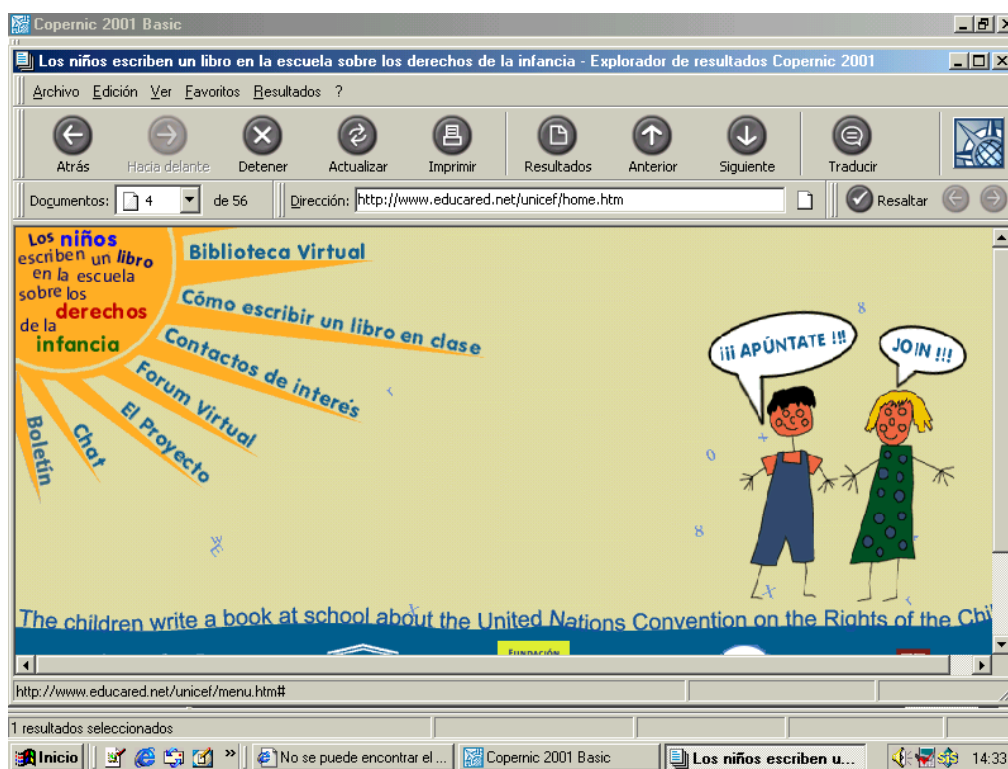 Copernic 2001 Basic
Los niños escriben un libro en la escuela sobre los derechos de la infancia - Explorador de resultados Copernic 2001
Archivo Edición Ver Favoritos Resultados ?
Atrás Hacia delante Detener Actualizar Imprimir Resultados Anterior Siguiente Traducir
Documentos: 4 de 56 Dirección: http://www.educared.net/unicef/home.htm Resaltar
Los niños
escriben un libro
en la escuela
sobre los
derechos
de la
infancia
Biblioteca Virtual
Cómo escribir un libro en clase
Contactos de interés
Forum Virtual
El Proyecto
Chat
Boletín
¡¡¡ APÚNTATE !!!
JOIN !!!
8
0
8
x
The children write a book at school about the United Nations Convention on the Rights of the Chil
FUNDACIÓN
http://www.educared.net/unicef/menu.htm#
1 resultados seleccionados
Inicio » No se puede encontrar el ... Copernic 2001 Basic Los niños escriben u... 14:33